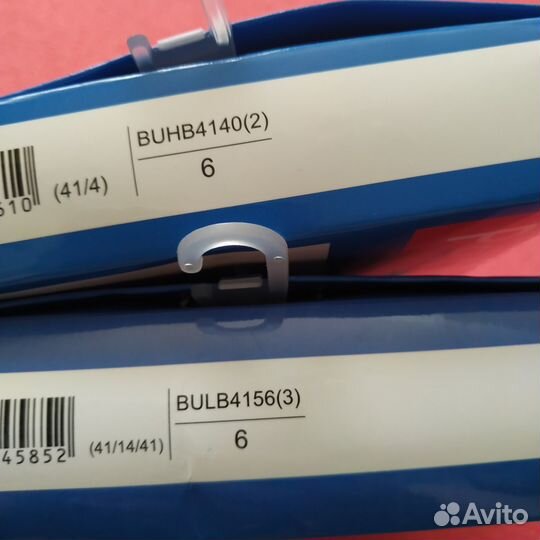 BUHB4140(2)
610 (41/4)
6
BULB4156(3)
45852 (41/14/41)
6
Avito